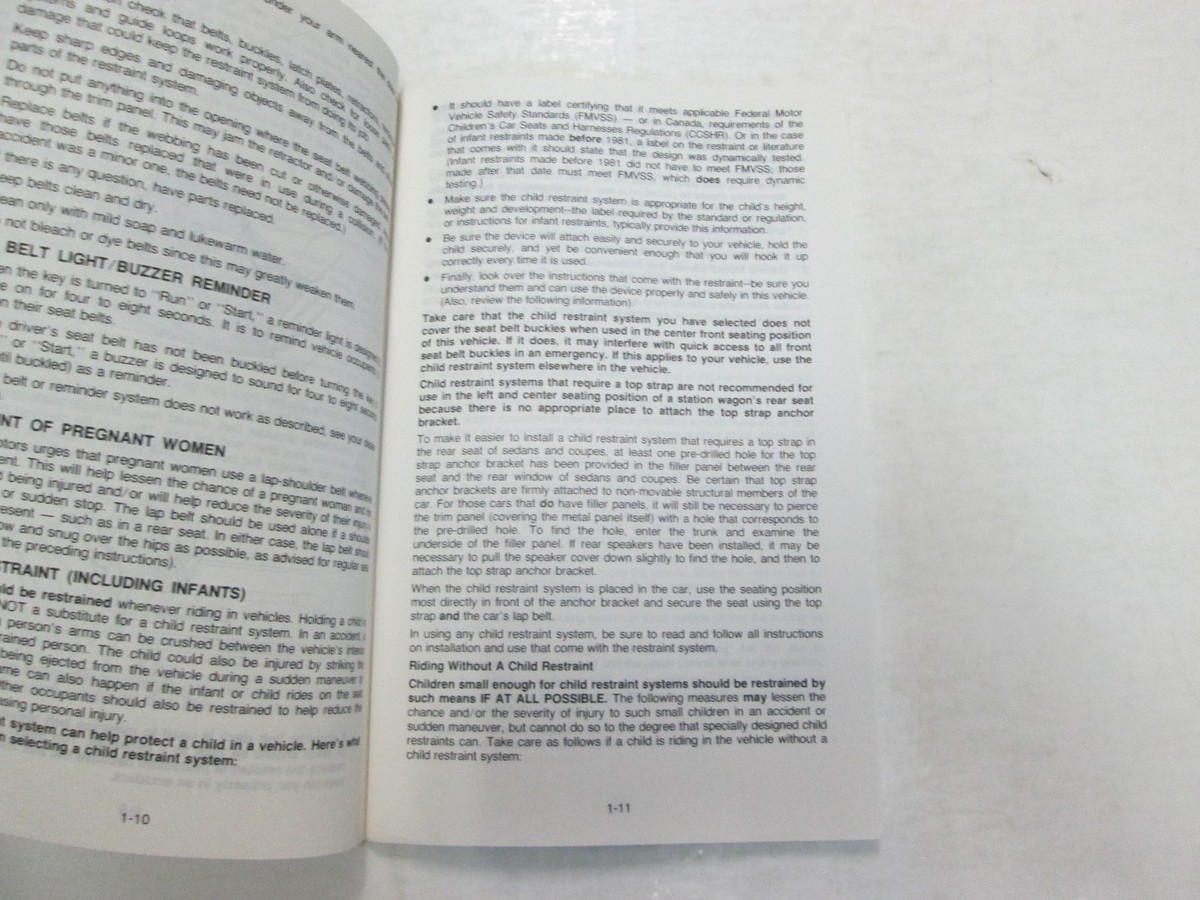 under your arm nearest the
check that belts, buckles, latch plates, retractors,
and guide loops work properly. Also check for loose parts or
damage that could keep the restraint system from doing its job.
Keep sharp edges and damaging objects away from the belts and other
parts of the restraint system.
Do not put anything into the opening where the seat belt webbing goes
through the trim panel. This may jam the retractor and/or damage the
Replace belts if the webbing has been cut or otherwise damaged.
have those belts replaced that were in use during a collision. (If
accident was a minor one, the belts need not be replaced.)
there is any question, have parts replaced.
belts clean and dry.
only with mild soap and lukewarm water.
not bleach or dye belts since this may greatly weaken them.
BELT LIGHT/BUZZER REMINDER
the key is turned to "Run" or "Start," a reminder light is designed
on for four to eight seconds. It is to remind vehicle occupants
in their seat belts.
driver's seat belt has not been buckled before turning the key
or "Start," a buzzer is designed to sound for four to eight seconds
buckled) as a reminder.
belt or reminder system does not work as described, see your
OF PREGNANT WOMEN
urges that pregnant women use a lap-shoulder belt
This will help lessen the chance of a pregnant woman and
being injured and/or will help reduce the severity of their
or sudden stop. The lap belt should be used alone if a
— such as in a rear seat. In either case, the lap belt
and snug over the hips as possible, as advised for regular
the preceding instructions).
(INCLUDING INFANTS)
be restrained whenever riding in vehicles. Holding a child
NOT a substitute for a child restraint system. In an accident,
person's arms can be crushed between the vehicle's
person. The child could also be injured by striking the
being ejected from the vehicle during a sudden maneuver
can also happen if the infant or child rides on the seat.
occupants should also be restrained to help reduce the
personal injury.
system can help protect a child in a vehicle. Here's what
selecting a child restraint system:
1-10
• It should have a label certifying that it meets applicable Federal Motor
Vehicle Safety Standards (FMVSS) — or in Canada, requirements of the
Children's Car Seats and Harnesses Regulations (CCSHR). Or in the case
of infant restraints made before 1981, a label on the restraint or literature
that comes with it should state that the design was dynamically tested.
(Infant restraints made before 1981 did not have to meet FMVSS; those
made after that date must meet FMVSS, which does require dynamic
testing.)
• Make sure the child restraint system is appropriate for the child's height,
weight and development--the label required by the standard or regulation,
or instructions for infant restraints, typically provide this information.
• Be sure the device will attach easily and securely to your vehicle, hold the
child securely, and yet be convenient enough that you will hook it up
correctly every time it is used.
• Finally, look over the instructions that come with the restraint--be sure you
understand them and can use the device properly and safely in this vehicle.
(Also, review the following information).
Take care that the child restraint system you have selected does not
cover the seat belt buckles when used in the center front seating position
of this vehicle. If it does, it may interfere with quick access to all front
seat belt buckles in an emergency. If this applies to your vehicle, use the
child restraint system elsewhere in the vehicle.
Child restraint systems that require a top strap are not recommended for
use in the left and center seating position of a station wagon's rear seat
because there is no appropriate place to attach the top strap anchor
bracket.
To make it easier to install a child restraint system that requires a top strap in
the rear seat of sedans and coupes, at least one pre-drilled hole for the top
strap anchor bracket has been provided in the filler panel between the rear
seat and the rear window of sedans and coupes. Be certain that top strap
anchor brackets are firmly attached to non-movable structural members of the
car. For those cars that do have filler panels, it will still be necessary to pierce
the trim panel (covering the metal panel itself) with a hole that corresponds to
the pre-drilled hole. To find the hole, enter the trunk and examine the
underside of the filler panel. If rear speakers have been installed, it may be
necessary to pull the speaker cover down slightly to find the hole, and then to
attach the top strap anchor bracket.
When the child restraint system is placed in the car, use the seating position
most directly in front of the anchor bracket and secure the seat using the top
strap and the car's lap belt.
In using any child restraint system, be sure to read and follow all instructions
on installation and use that come with the restraint system.
Riding Without A Child Restraint
Children small enough for child restraint systems should be restrained by
such means IF AT ALL POSSIBLE. The following measures may lessen the
chance and/or the severity of injury to such small children in an accident or
sudden maneuver, but cannot do so to the degree that specially designed child
restraints can. Take care as follows if a child is riding in the vehicle without a
child restraint system:
1-11